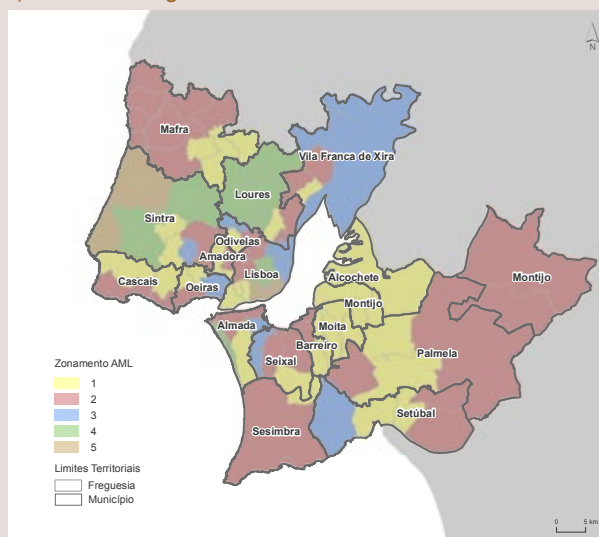 N
Mafra
Vila Franca de Xira
Loures
Sintra
Odivelas
Amadora
Lisboa
Cascais
Oeiras
Alcochete
Montijo
Montijo
Almada
Moita
Barreiro
Seixal
Palmela
Setúbal
Sesimbra
Zonamento AML
1
2
3
4
5
Limites Territoriais
Freguesia
Município
0 5 km